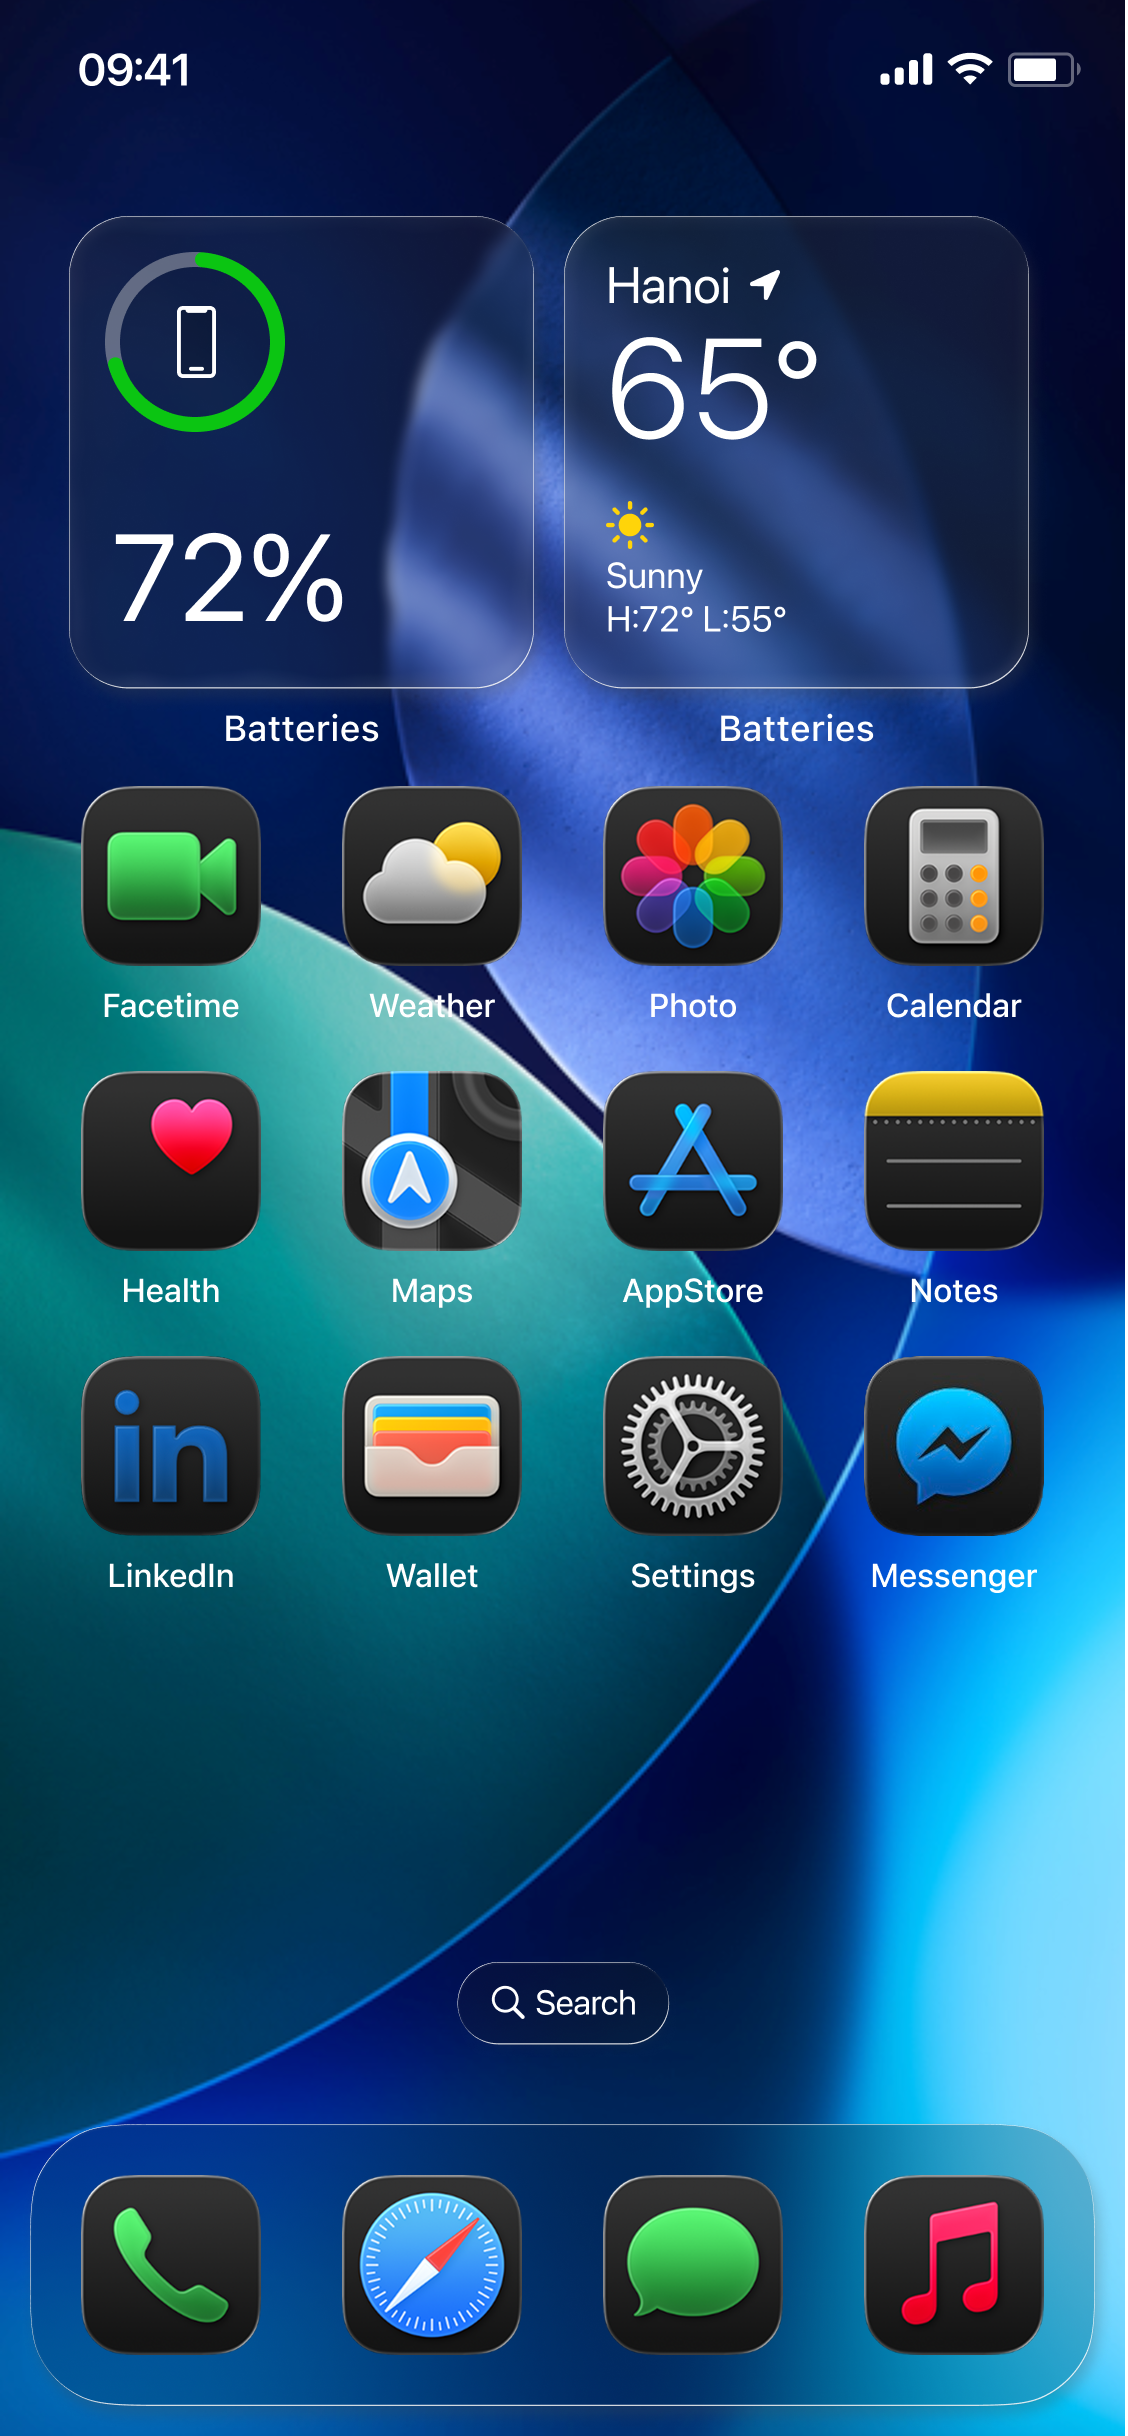 09:41
72%
Hanoi
65°
Sunny
H:72° L:55°
Batteries
Batteries
Facetime
Weather
Photo
Calendar
Health
Maps
AppStore
Notes
in
LinkedIn
Wallet
Settings
Messenger
Search